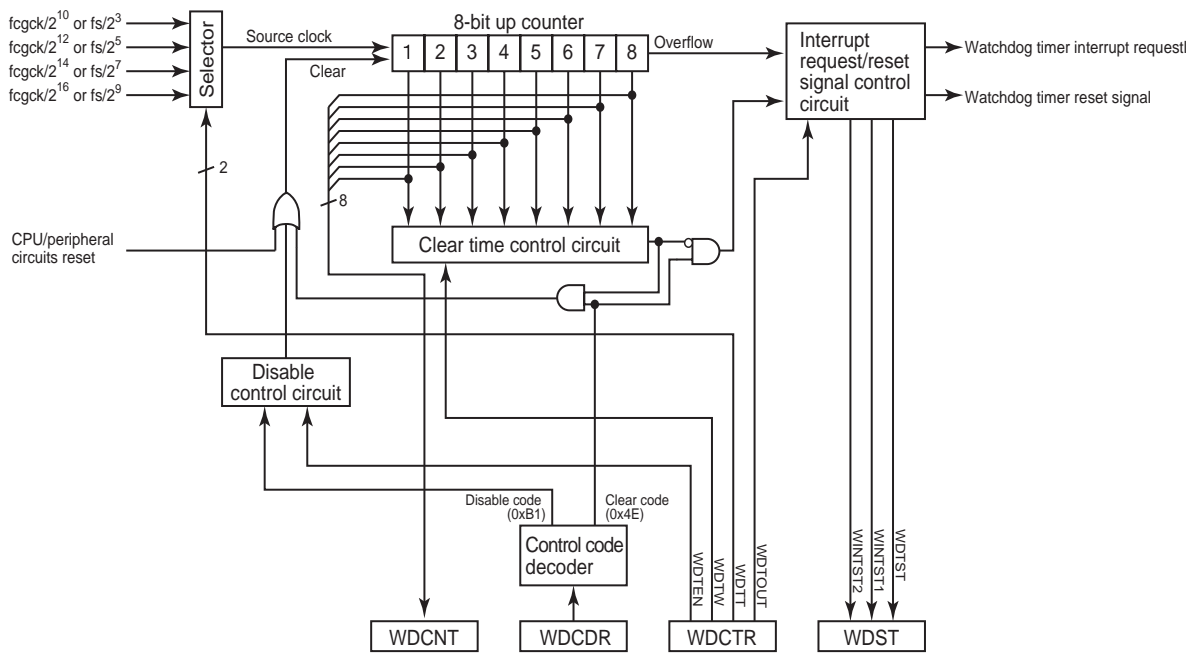 8-bit up counter
fcgck/2^10 or fs/2^3
fcgck/2^12 or fs/2^5
fcgck/2^14 or fs/2^7
fcgck/2^16 or fs/2^9
Selector
Source clock
Clear
1 2 3 4 5 6 7 8
Overflow
Interrupt
request/reset
signal control
circuit
Watchdog timer interrupt requestl
Watchdog timer reset signal
2
8
CPU/peripheral
circuits reset
Clear time control circuit
Disable
control circuit
Disable code
(0xB1)
Clear code
(0x4E)
Control code
decoder
WDTEN
WDTW
WDTT
WDTOUT
WINTST2
WINTST1
WDTST
WDCNT
WDCDR
WDCTR
WDST